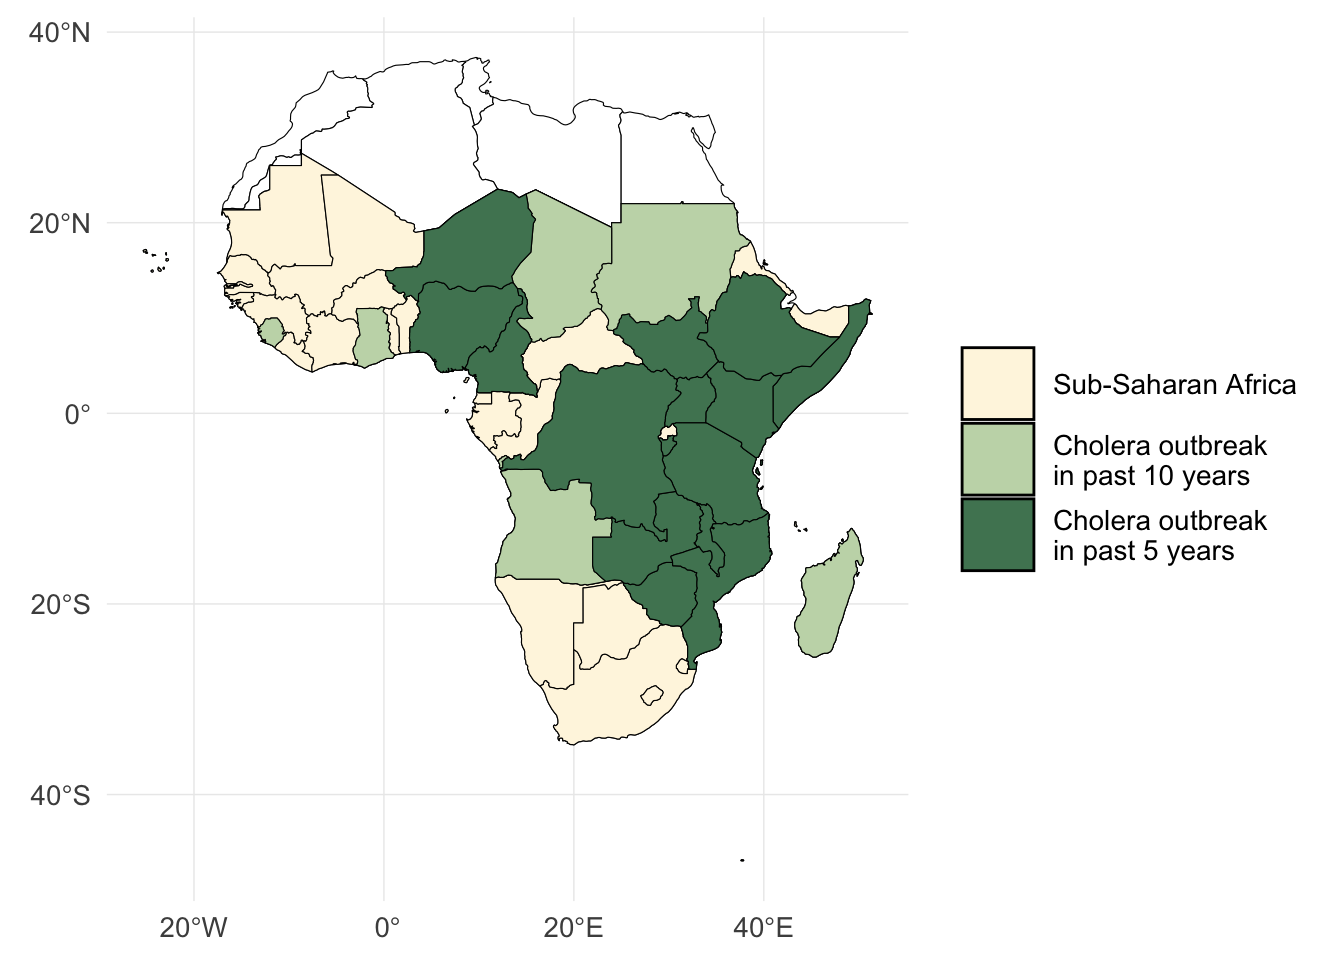 40°N
20°N
0°
20°S
40°S
20°W
0°
20°E
40°E
Sub-Saharan Africa
Cholera outbreak
in past 10 years
Cholera outbreak
in past 5 years